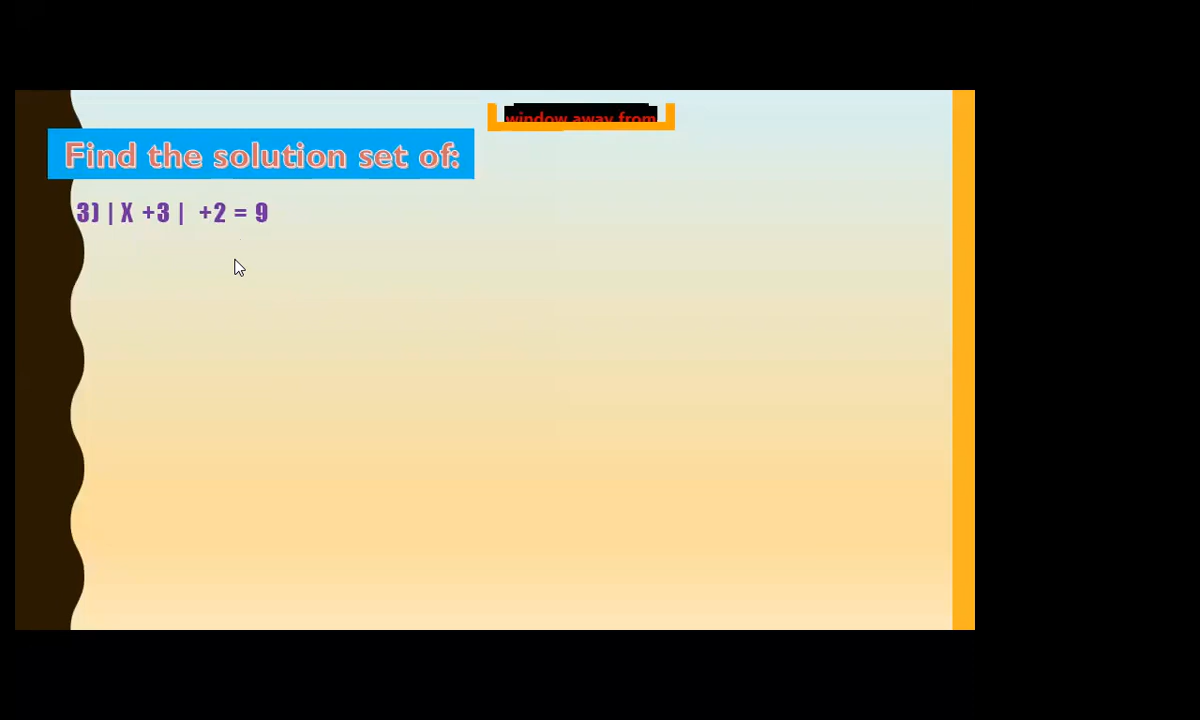 window away from
Find the solution set of:
3) | X +3 | +2 = 9